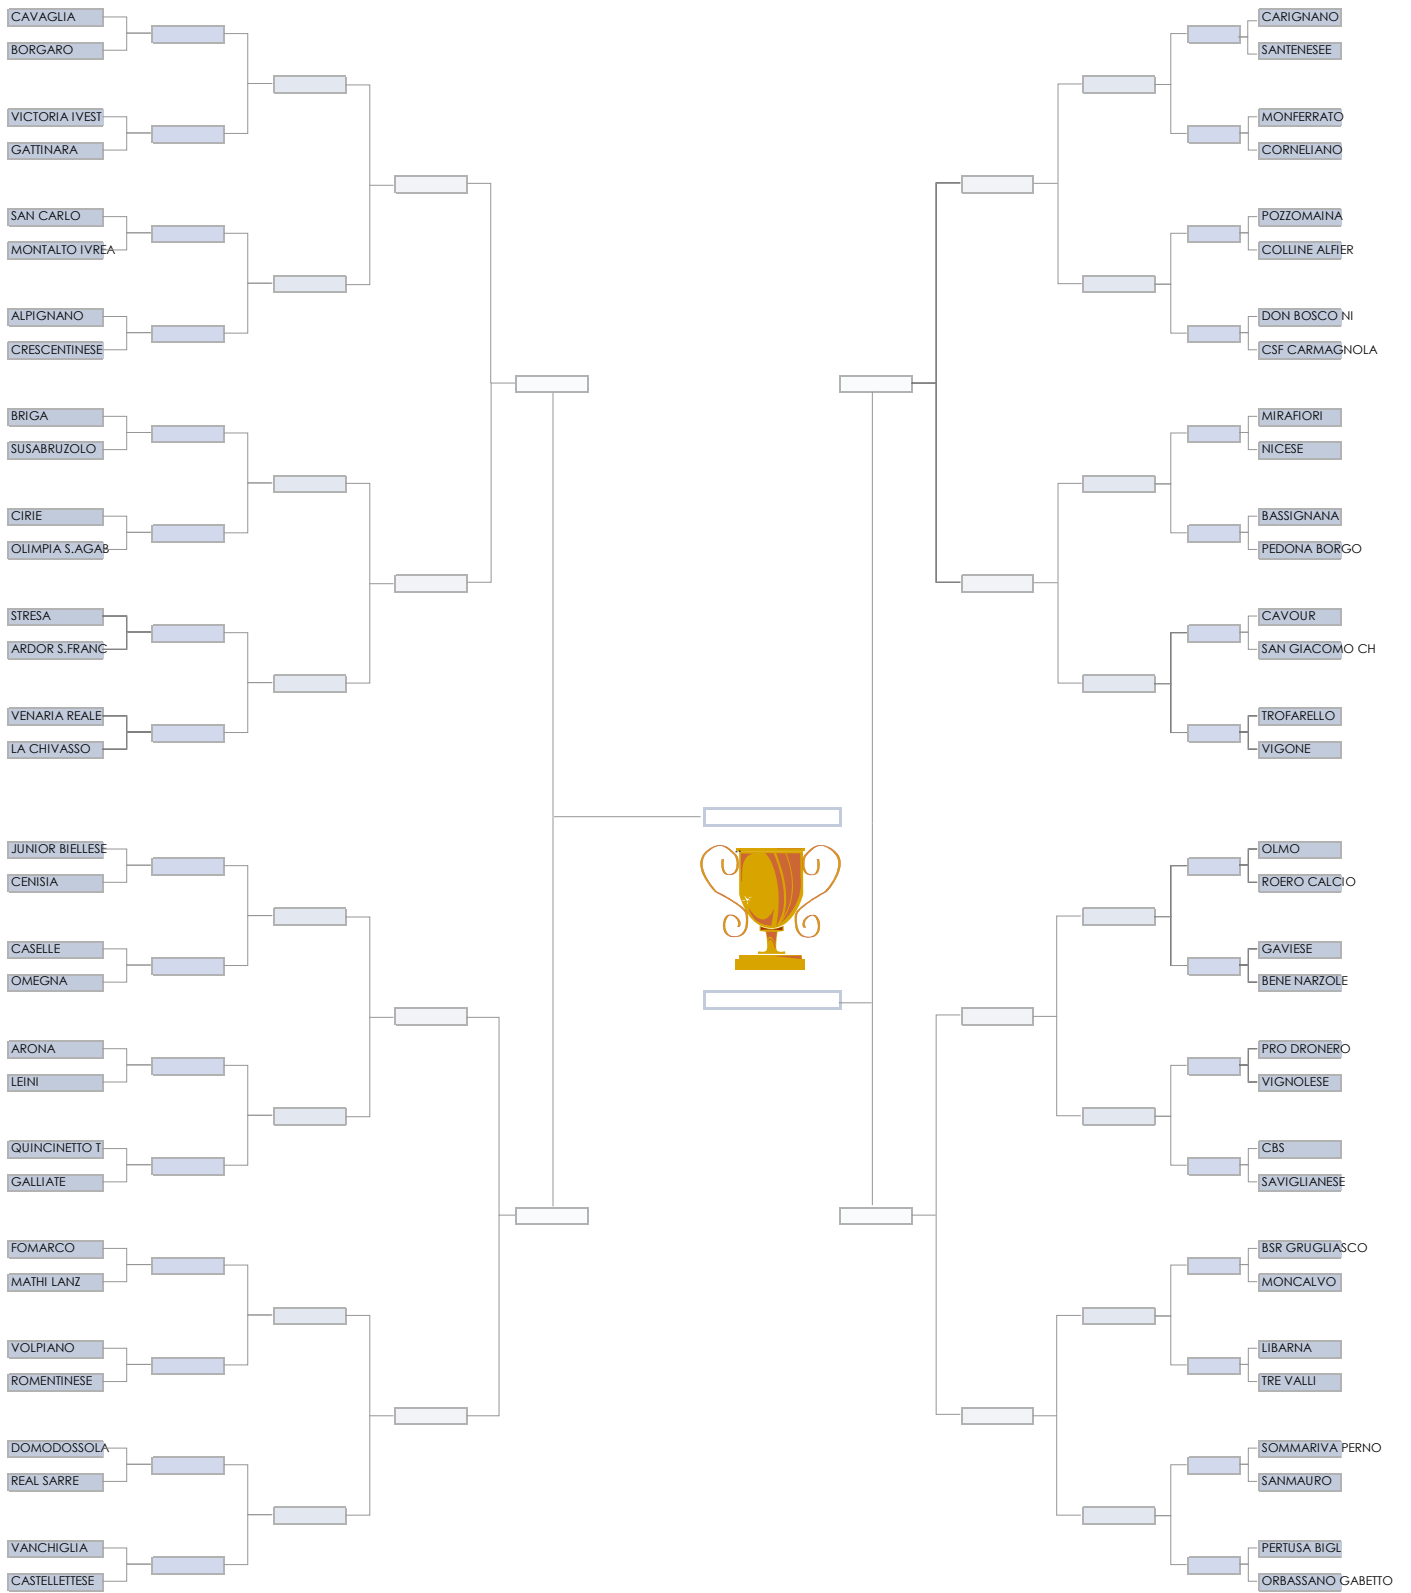 CAVAGLIA
BORGARO
VICTORIA IVEST
GATTINARA
SAN CARLO
MONTALTO IVREA
ALPIGNANO
CRESCENTINESE
BRIGA
SUSABRUZOLO
CIRIE
OLIMPIA S.AGAB
STRESA
ARDOR S.FRANC
VENARIA REALE
LA CHIVASSO
JUNIOR BIELLESE
CENISIA
CASELLE
OMEGNA
ARONA
LEINI
QUINCINETTO T
GALLIATE
FOMARCO
MATHI LANZ
VOLPIANO
ROMENTINESE
DOMODOSSOLA
REAL SARRE
VANCHIGLIA
CASTELLETTESE
CARIGNANO
SANTENESEE
MONFERRATO
CORNELIANO
POZZOMAINA
COLLINE ALFIER
DON BOSCO NI
CSF CARMAGNOLA
MIRAFIORI
NICESE
BASSIGNANA
PEDONA BORGO
CAVOUR
SAN GIACOMO CH
TROFARELLO
VIGONE
OLMO
ROERO CALCIO
GAVIESE
BENE NARZOLE
PRO DRONERO
VIGNOLESE
CBS
SAVIGLIANESE
BSR GRUGLIASCO
MONCALVO
LIBARNA
TRE VALLI
SOMMARIVA PERNO
SANMAURO
PERTUSA BIGL
ORBASSANO GABETTO